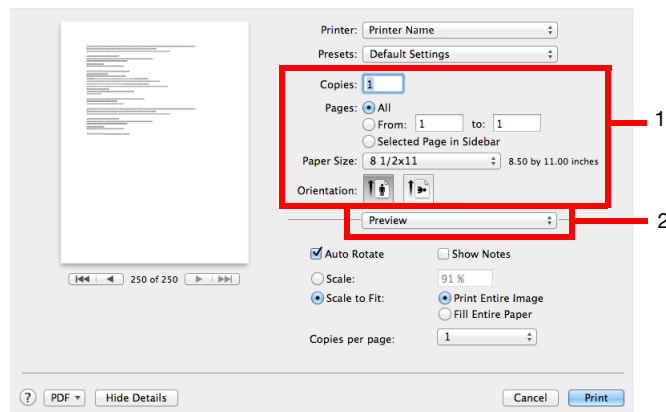 Printer: Printer Name
Presets: Default Settings
Copies: 1
Pages: All
From: 1 to: 1
Selected Page in Sidebar
Paper Size: 8 1/2x11 8.50 by 11.00 inches
Orientation:
1
Preview
2
Auto Rotate Show Notes
250 of 250
Scale: 91 %
Scale to Fit: Print Entire Image
Fill Entire Paper
Copies per page: 1
? PDF Hide Details Cancel Print